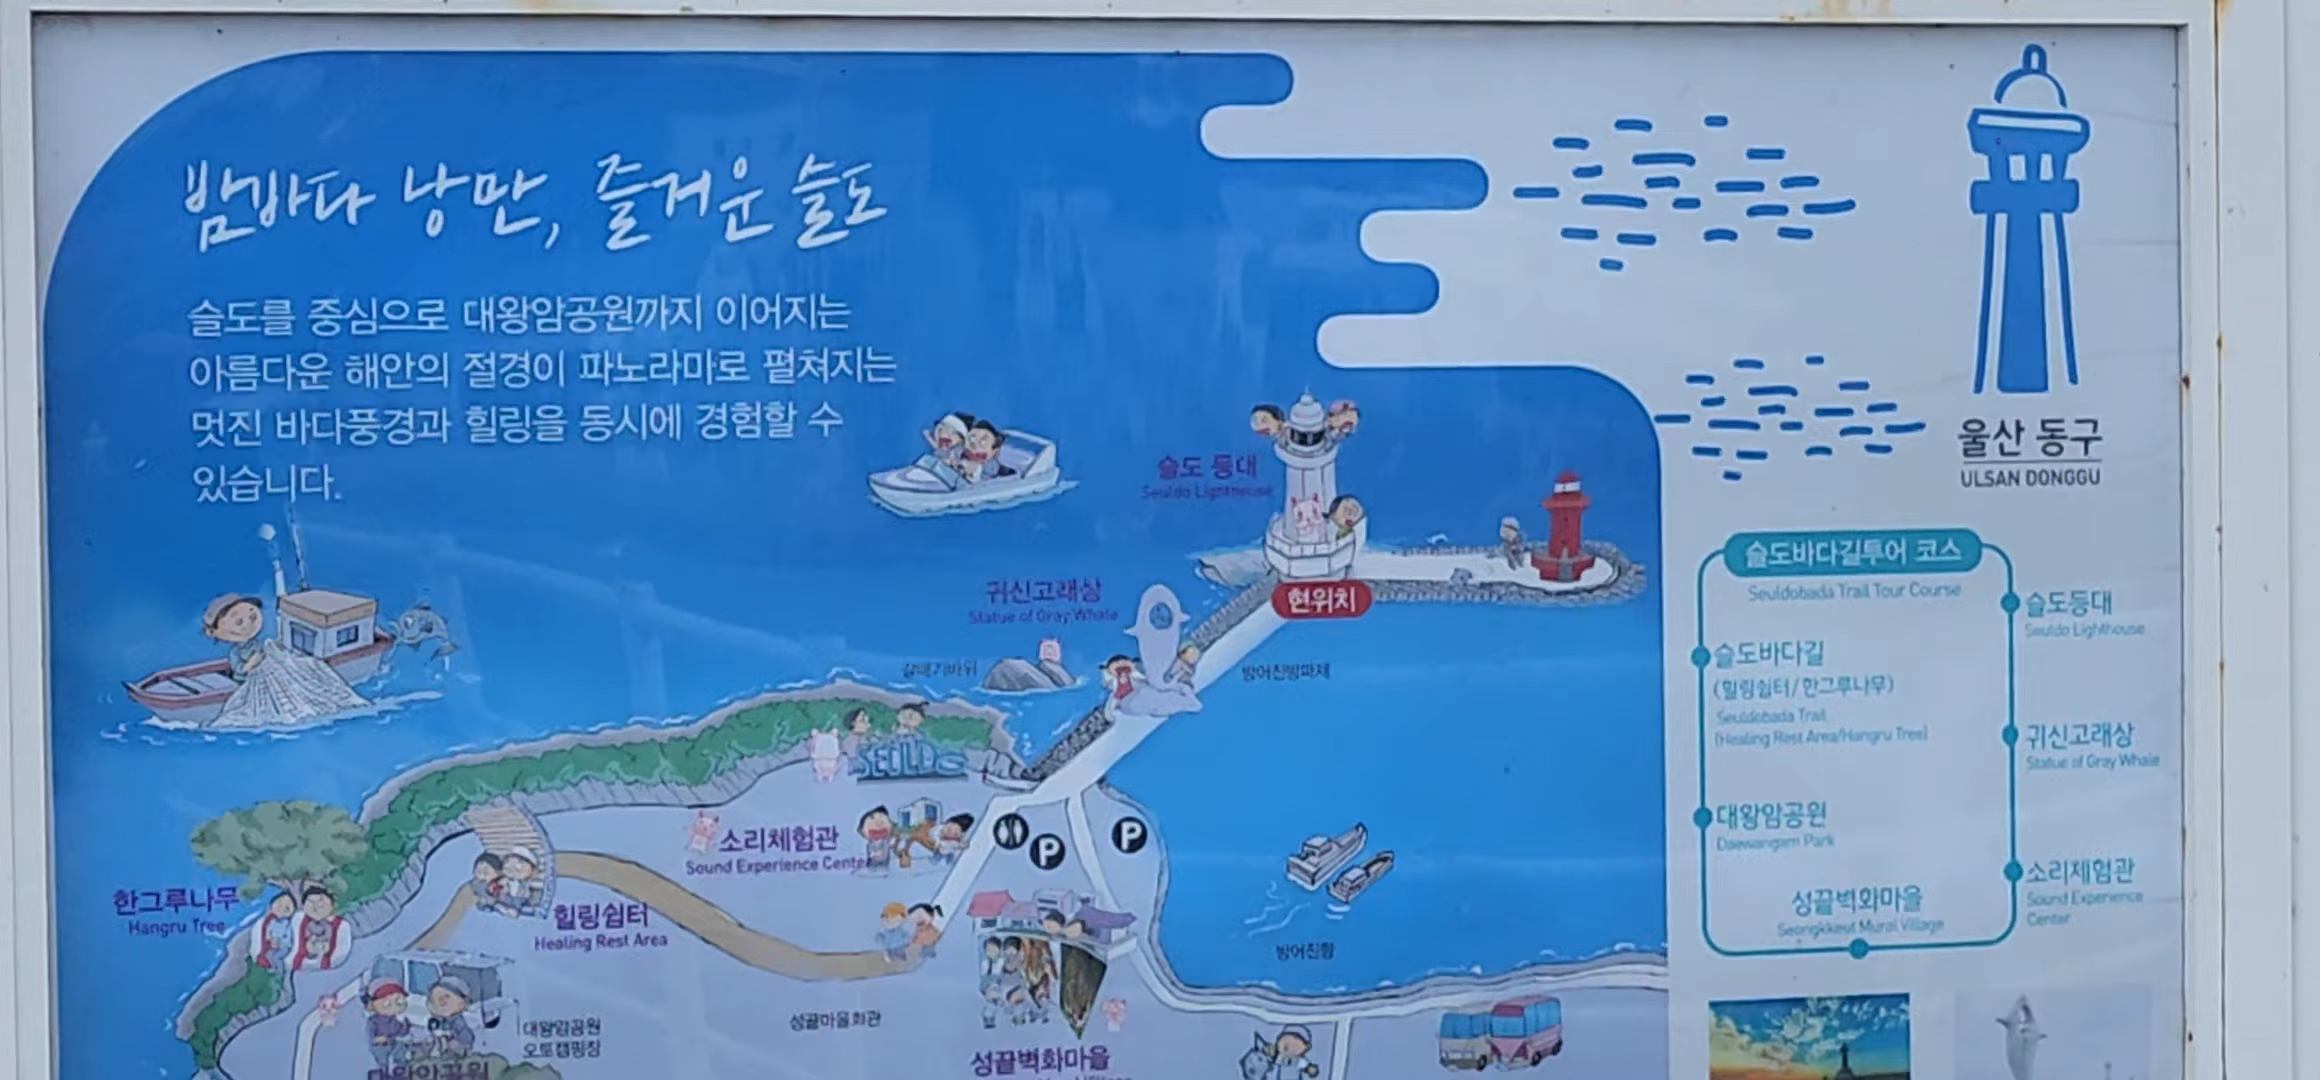 밤바다 낭만, 즐거운 슬도
슬도를 중심으로 대왕암공원까지 이어지는
아름다운 해안의 절경이 파노라마로 펼쳐지는
멋진 바다풍경과 힐링을 동시에 경험할 수
있습니다.
울산 동구
ULSAN DONGGU
슬도 등대
Seuldo Lighthouse
현위치
귀신고래상
Statue of Gray Whale
갈매기바위
방어진방파제
SEULDO
소리체험관
Sound Experience Center
P
P
한그루나무
Hangru Tree
힐링쉼터
Healing Rest Area
방어진항
대왕암공원
오토캠핑장
성끝마을회관
성끝벽화마을
대왕암공원
슬도바다길투어 코스
Seuldobada Trail Tour Course
슬도등대
Seuldo Lighthouse
슬도바다길
(힐링쉼터/한그루나무)
Seuldobada Trail
(Healing Rest Area/Hangru Tree)
귀신고래상
Statue of Gray Whale
대왕암공원
Daewangam Park
소리체험관
Sound Experience
Center
성끝벽화마을
Seongkkeut Mural Village